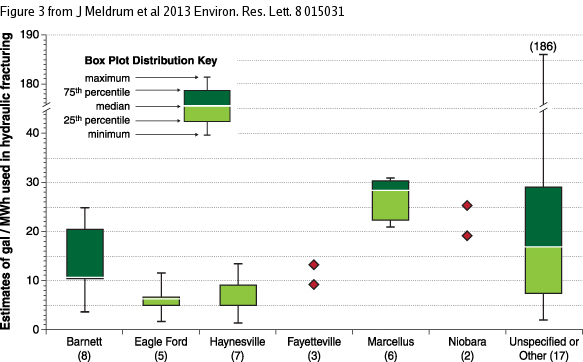 Figure 3 from J Meldrum et al 2013 Environ. Res. Lett. 8 015031
Estimates of gal / MWh used in hydraulic fracturing
190
180
40
30
20
10
0
Box Plot Distribution Key
maximum
75th percentile
median
25th percentile
minimum
(186)
Barnett
(8)
Eagle Ford
(5)
Haynesville
(7)
Fayetteville
(3)
Marcellus
(6)
Niobara
(2)
Unspecified or
Other (17)